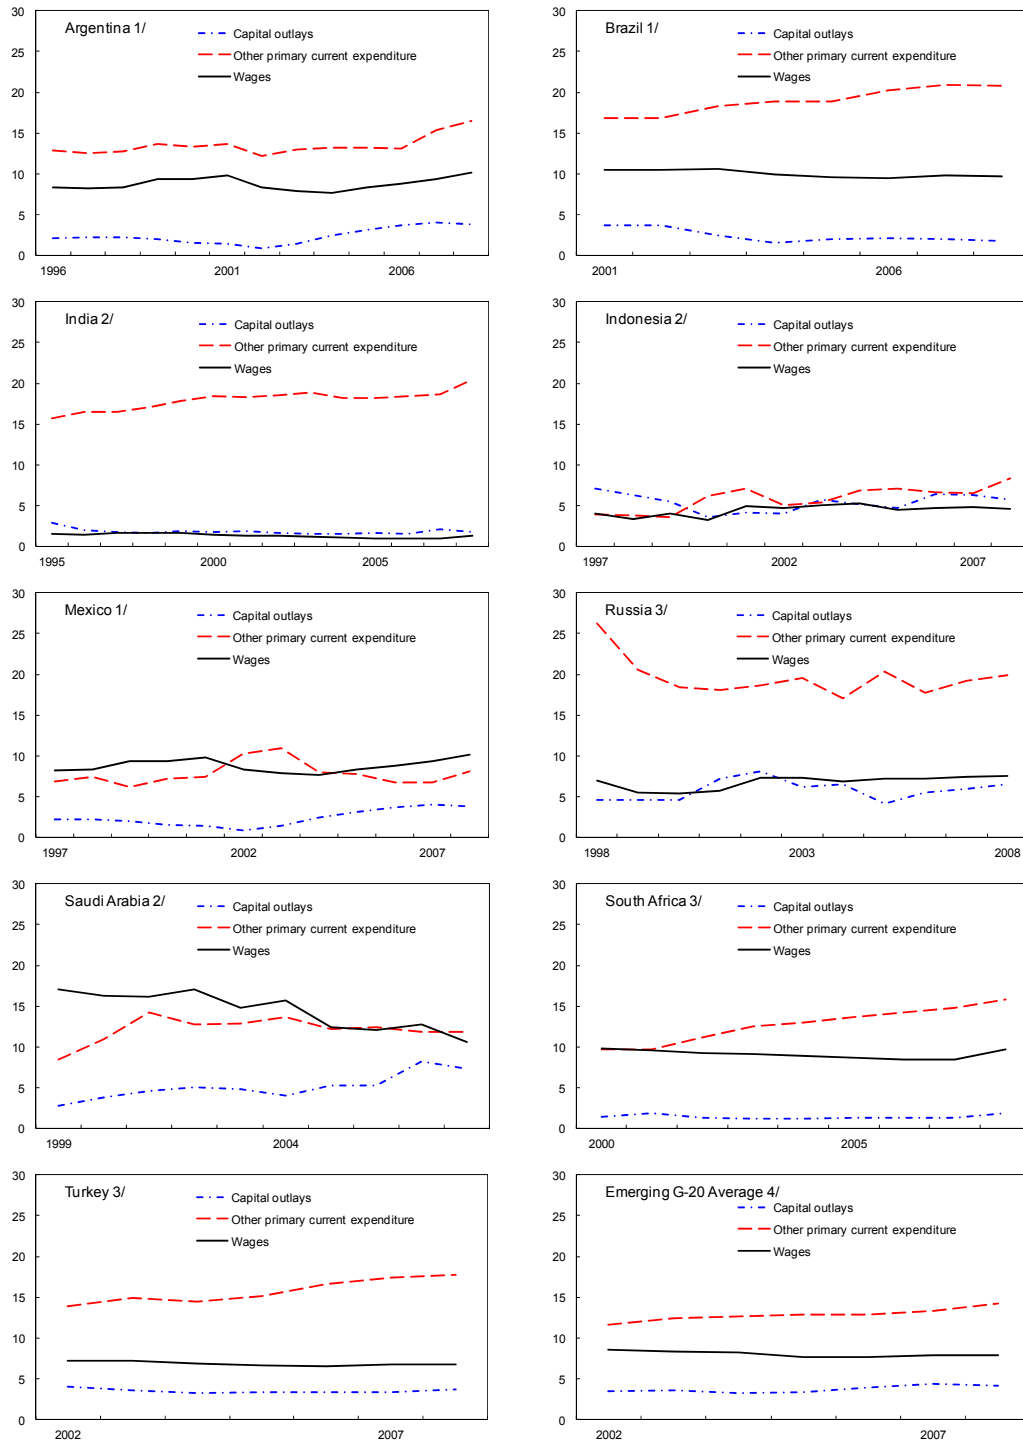 Argentina 1/
Capital outlays
Other primary current expenditure
Wages
30
25
20
15
10
5
0
1996
2001
2006
Brazil 1/
Capital outlays
Other primary current expenditure
Wages
30
25
20
15
10
5
0
2001
2006
India 2/
Capital outlays
Other primary current expenditure
Wages
30
25
20
15
10
5
0
1995
2000
2005
Indonesia 2/
Capital outlays
Other primary current expenditure
Wages
30
25
20
15
10
5
0
1997
2002
2007
Mexico 1/
Capital outlays
Other primary current expenditure
Wages
30
25
20
15
10
5
0
1997
2002
2007
Russia 3/
Capital outlays
Other primary current expenditure
Wages
30
25
20
15
10
5
0
1998
2003
2008
Saudi Arabia 2/
Capital outlays
Other primary current expenditure
Wages
30
25
20
15
10
5
0
1999
2004
South Africa 3/
Capital outlays
Other primary current expenditure
Wages
30
25
20
15
10
5
0
2000
2005
Turkey 3/
Capital outlays
Other primary current expenditure
Wages
30
25
20
15
10
5
0
2002
2007
Emerging G-20 Average 4/
Capital outlays
Other primary current expenditure
Wages
30
25
20
15
10
5
0
2002
2007